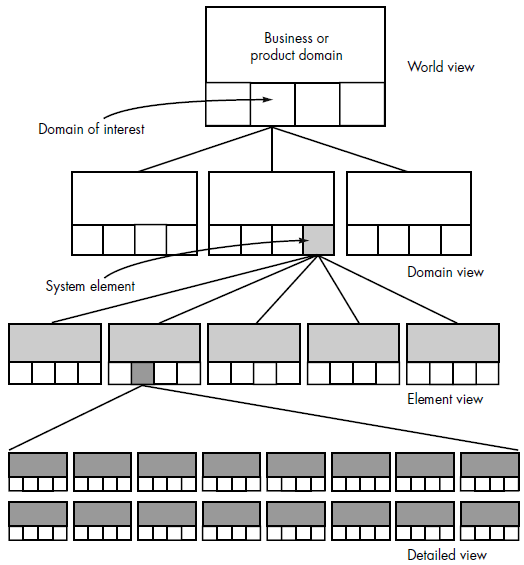 Business or
product domain
World view
Domain of interest
Domain view
System element
Element view
Detailed view